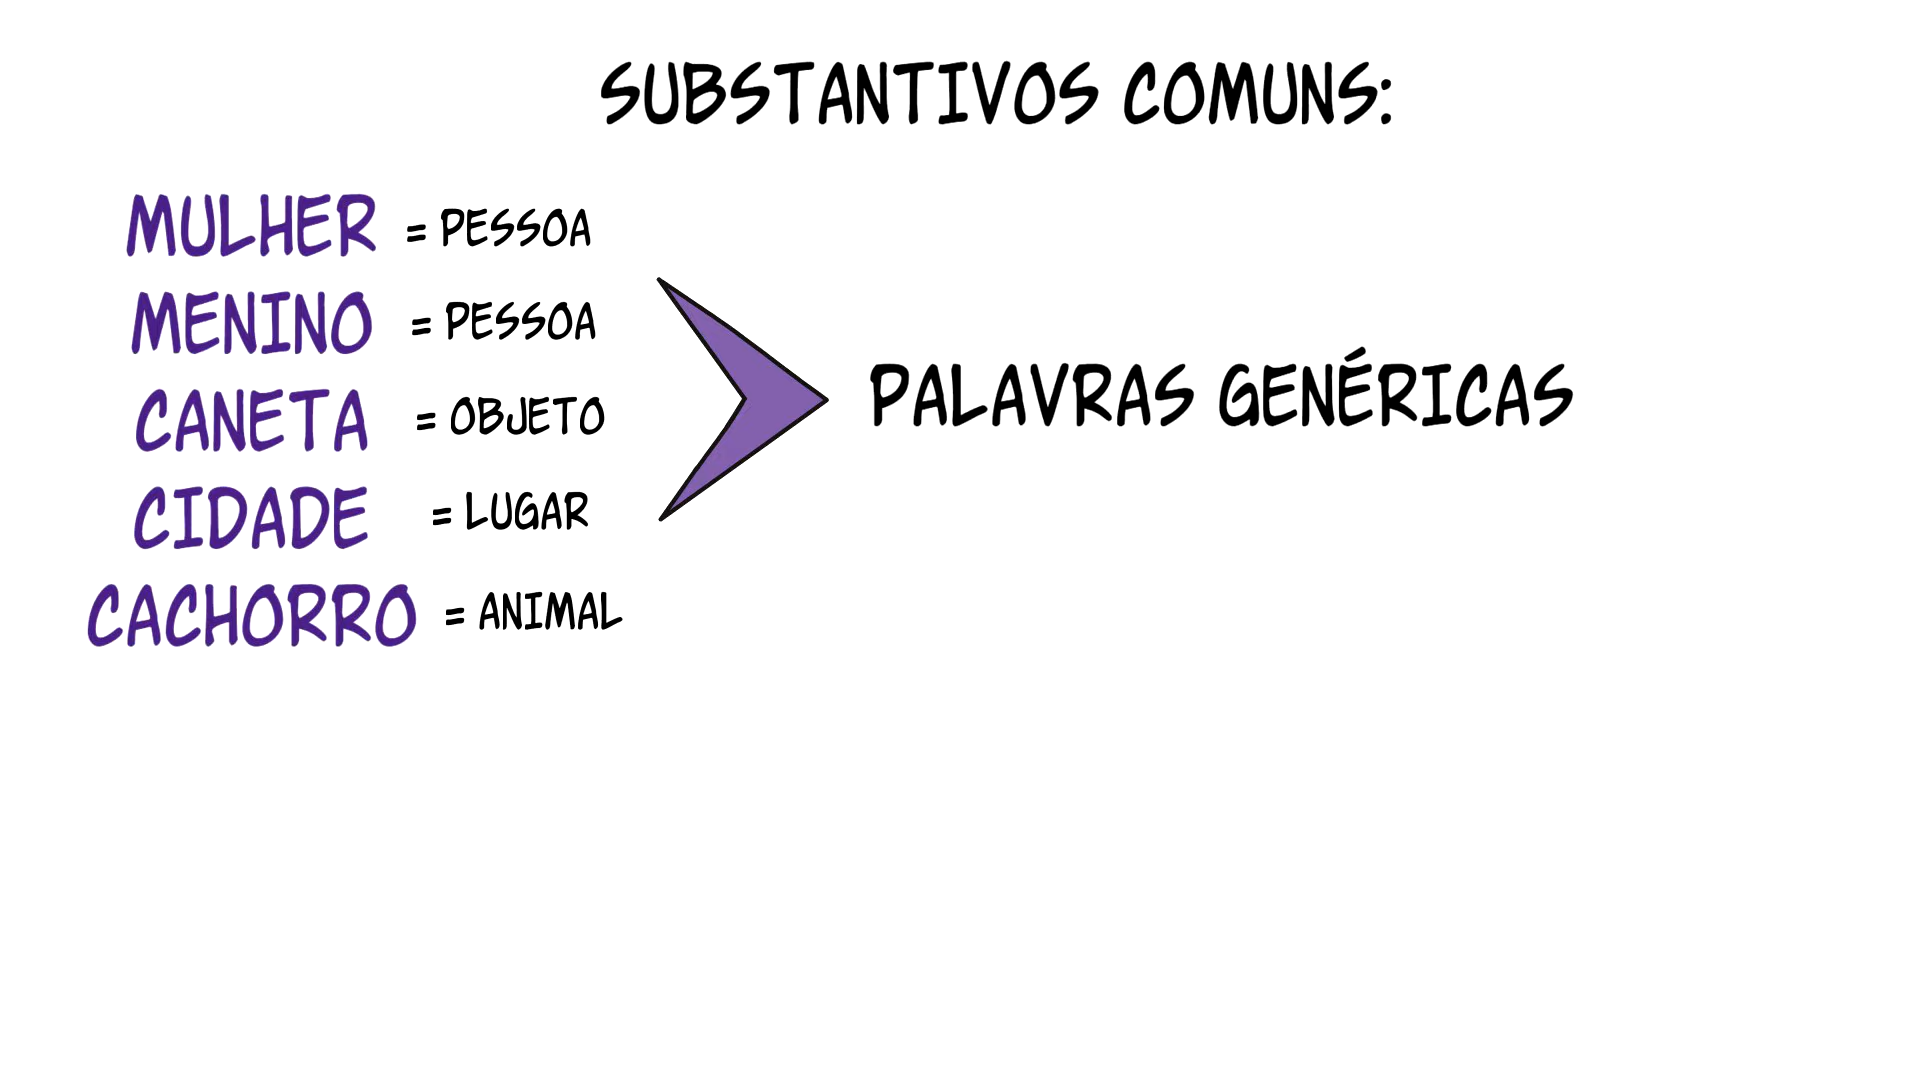 SUBSTANTIVOS COMUNS:
MULHER = PESSOA
MENINO = PESSOA
CANETA = OBJETO
CIDADE = LUGAR
CACHORRO = ANIMAL
PALAVRAS GENÉRICAS